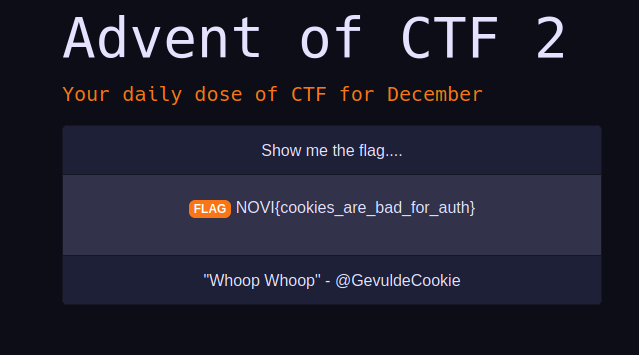 Advent of CTF 2
Your daily dose of CTF for December
Show me the flag....
FLAG NOVI{cookies_are_bad_for_auth}
"Whoop Whoop" - @GevuldeCookie